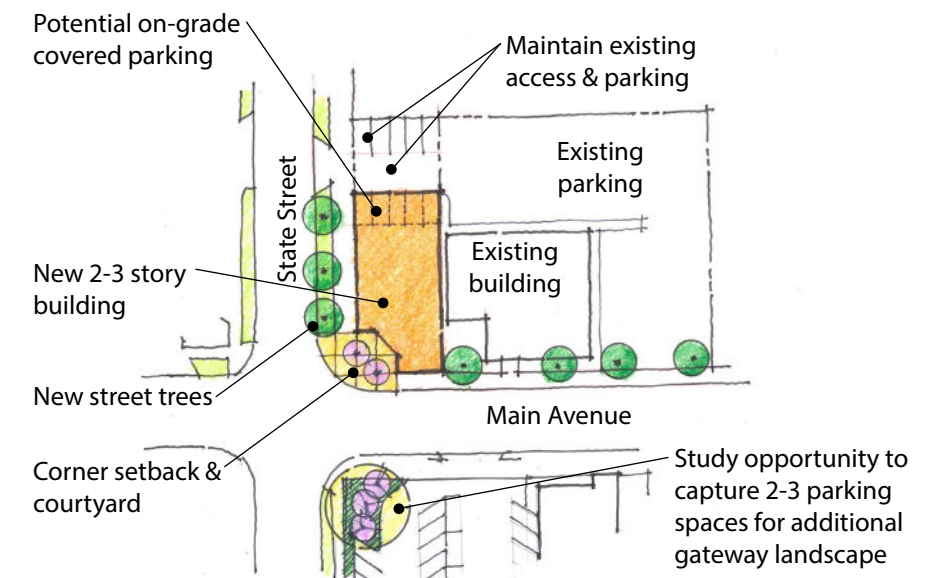 Potential on-grade
covered parking
Maintain existing
access & parking
Existing
parking
State Street
Existing
building
New 2-3 story
building
New street trees
Main Avenue
Corner setback &
courtyard
Study opportunity to
capture 2-3 parking
spaces for additional
gateway landscape